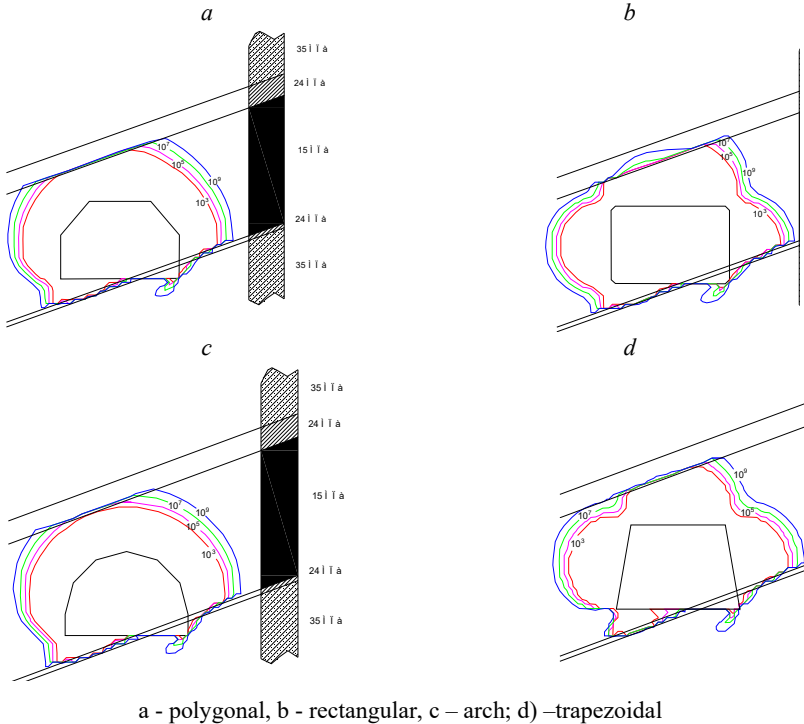 a
b
35 Ì Ï à
24 Ì Ï à
10⁷
10⁵
10⁹
15 Ì Ï à
10³
24 Ì Ï à
35 Ì Ï à
10⁷
10⁵
10⁹
10³
c
d
35 Ì Ï à
24 Ì Ï à
10⁷
10⁹
10⁵
15 Ì Ï à
10³
24 Ì Ï à
35 Ì Ï à
10⁹
10⁷
10⁵
10³
a - polygonal, b - rectangular, c – arch; d) –trapezoidal